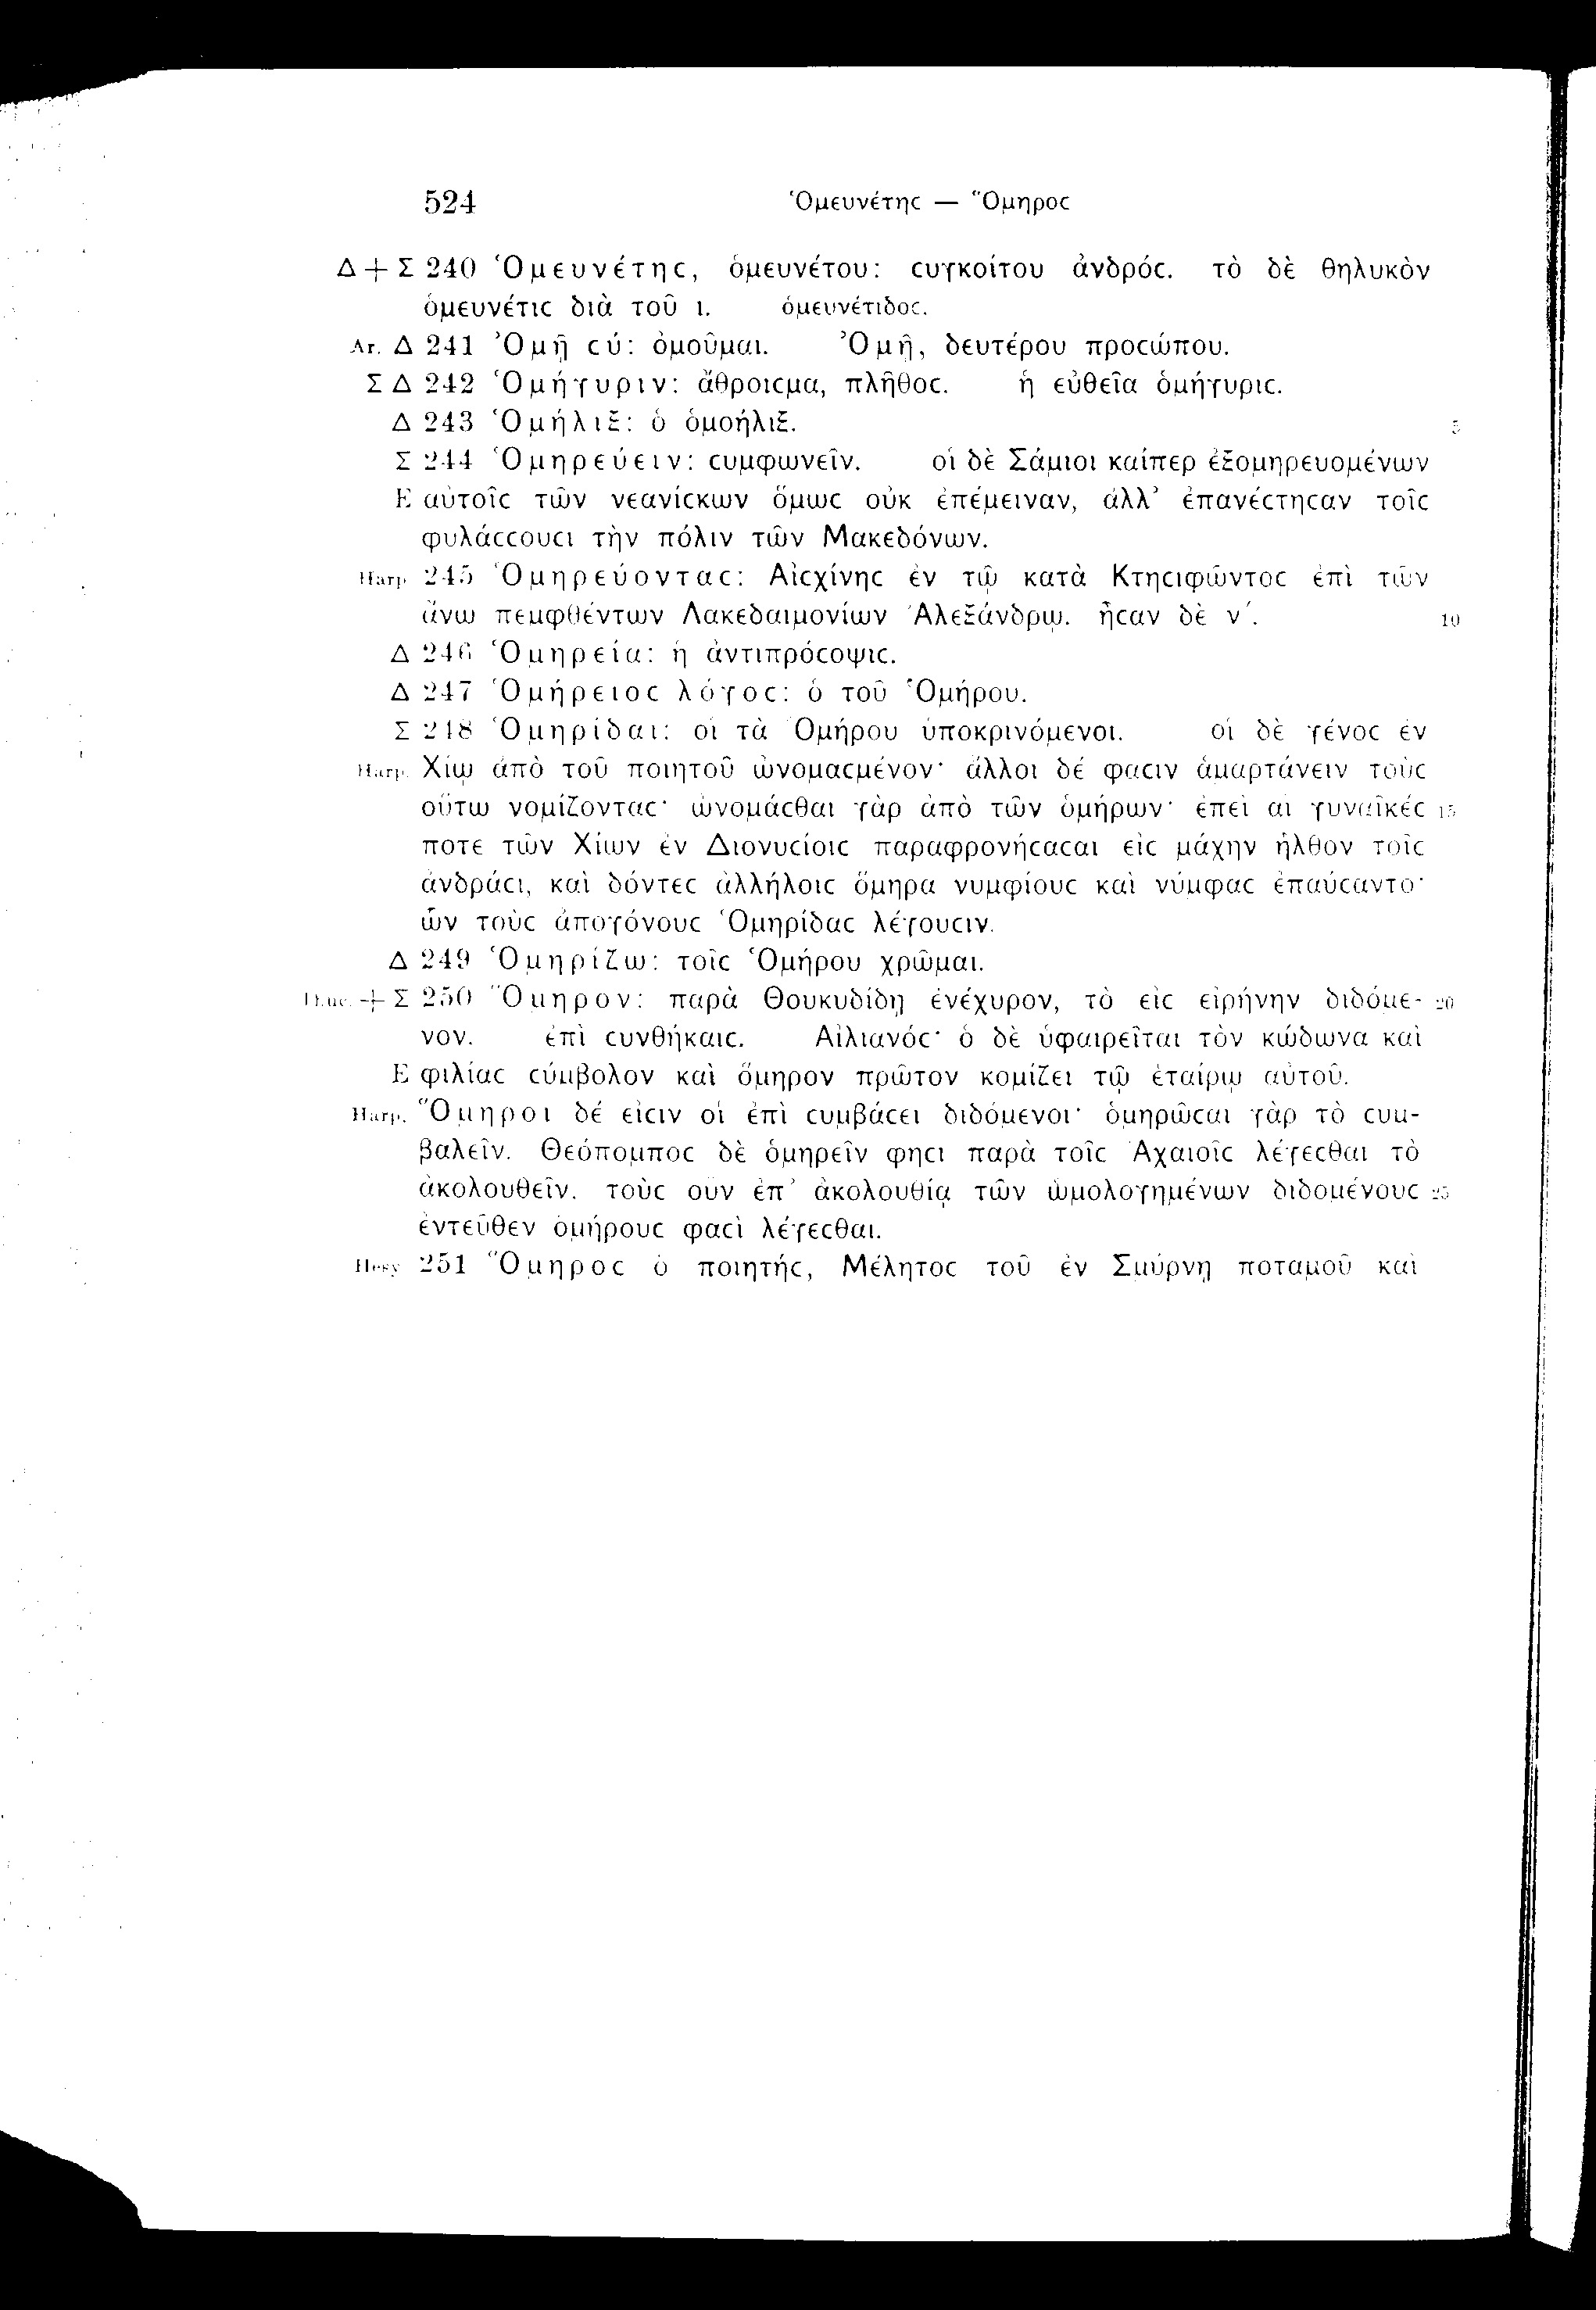 524 Ὁμευνέτηϲ — Ὅμηροϲ
Δ + Σ 240 Ὁμευνέτηϲ, ὁμευνέτου: ϲυγκοίτου ἀνδρόϲ. τὸ δὲ θηλυκὸν
ὁμευνέτιϲ διὰ τοῦ ι. ὁμευνέτιδοϲ.
Ar. Δ 241 Ὀμῇ ϲύ: ὀμοῦμαι. Ὀμῇ, δευτέρου προϲώπου.
Σ Δ 242 Ὁμήγυριν: ἄθροιϲμα, πλῆθοϲ. ἡ εὐθεῖα ὁμήγυριϲ.
Δ 243 Ὁμήλιξ: ὁ ὁμοήλιξ. 5
Σ 244 Ὁμηρεύειν: ϲυμφωνεῖν. οἱ δὲ Σάμιοι καίπερ ἐξομηρευομένων
E αὐτοῖϲ τῶν νεανίϲκων ὅμωϲ οὐκ ἐπέμειναν, ἀλλ’ ἐπανέϲτηϲαν τοῖϲ
φυλάϲϲουϲι τὴν πόλιν τῶν Μακεδόνων.
Harp. 245 Ὁμηρεύονταϲ: Αἰϲχίνηϲ ἐν τῷ κατὰ Κτηϲιφῶντοϲ ἐπὶ τῶν
ἄνω πεμφθέντων Λακεδαιμονίων Ἀλεξάνδρῳ. ἦϲαν δὲ ν΄. 10
Δ 246 Ὁμηρεία: ἡ ἀντιπρόϲοψιϲ.
Δ 247 Ὁμήρειοϲ λόγοϲ: ὁ τοῦ Ὁμήρου.
Σ 248 Ὁμηρίδαι: οἱ τὰ Ὁμήρου ὑποκρινόμενοι. οἱ δὲ γένοϲ ἐν
Harp. Χίῳ ἀπὸ τοῦ ποιητοῦ ὠνομαϲμένον· ἄλλοι δέ φαϲιν ἁμαρτάνειν τοὺϲ
οὕτω νομίζονταϲ· ὠνομάϲθαι γὰρ ἀπὸ τῶν ὁμήρων· ἐπεὶ αἱ γυναῖκέϲ 15
ποτε τῶν Χίων ἐν Διονυϲίοιϲ παραφρονήϲαϲαι εἰϲ μάχην ἦλθον τοῖϲ
ἀνδράϲι, καὶ δόντεϲ ἀλλήλοιϲ ὅμηρα νυμφίουϲ καὶ νύμφαϲ ἐπαύϲαντο·
ὧν τοὺϲ ἀπογόνουϲ Ὁμηρίδαϲ λέγουϲιν.
Δ 249 Ὁμηρίζω: τοῖϲ Ὁμήρου χρῶμαι.
Thuc. + Σ 250 Ὅμηρον: παρὰ Θουκυδίδῃ ἐνέχυρον, τὸ εἰϲ εἰρήνην διδόμε- 20
νον. ἐπὶ ϲυνθήκαιϲ. Αἰλιανόϲ· ὁ δὲ ὑφαιρεῖται τὸν κώδωνα καὶ
E φιλίαϲ ϲύμβολον καὶ ὅμηρον πρῶτον κομίζει τῷ ἑταίρῳ αὐτοῦ.
Harp. Ὅμηροι δέ εἰϲιν οἱ ἐπὶ ϲυμβάϲει διδόμενοι· ὁμηρῶϲαι γὰρ τὸ ϲυμ-
βαλεῖν. Θεόπομποϲ δὲ ὁμηρεῖν φηϲι παρὰ τοῖϲ Ἀχαιοῖϲ λέγεϲθαι τὸ
ἀκολουθεῖν. τοὺϲ οὖν ἐπ’ ἀκολουθίᾳ τῶν ὡμολογημένων διδομένουϲ 25
ἐντεῦθεν ὁμήρουϲ φαϲὶ λέγεϲθαι.
Hesy 251 Ὅμηροϲ ὁ ποιητήϲ, Μέλητοϲ τοῦ ἐν Σμύρνῃ ποταμοῦ καὶ